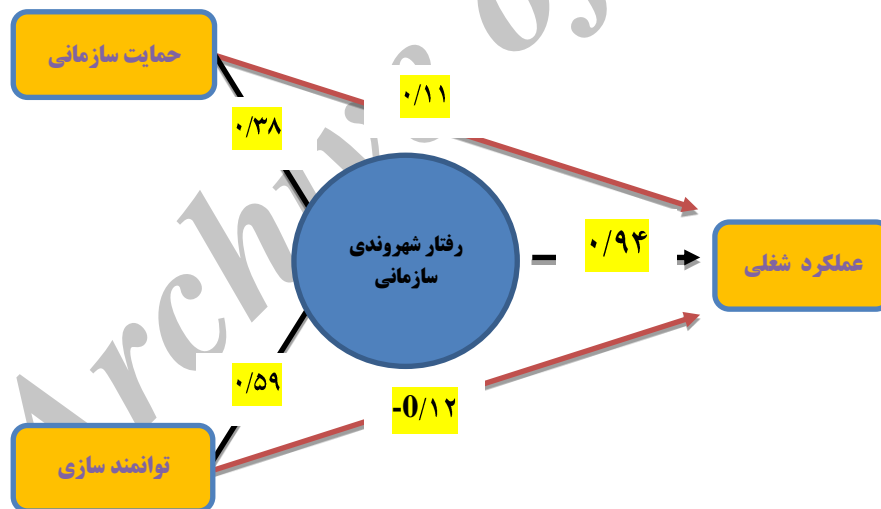 حمایت سازمانی
۰/۱۱
۰/۳۸
رفتار شهروندی
سازمانی
۰/۹۴
عملکرد شغلی
۰/۵۹
-0/۱۲
توانمند سازی
Archive of